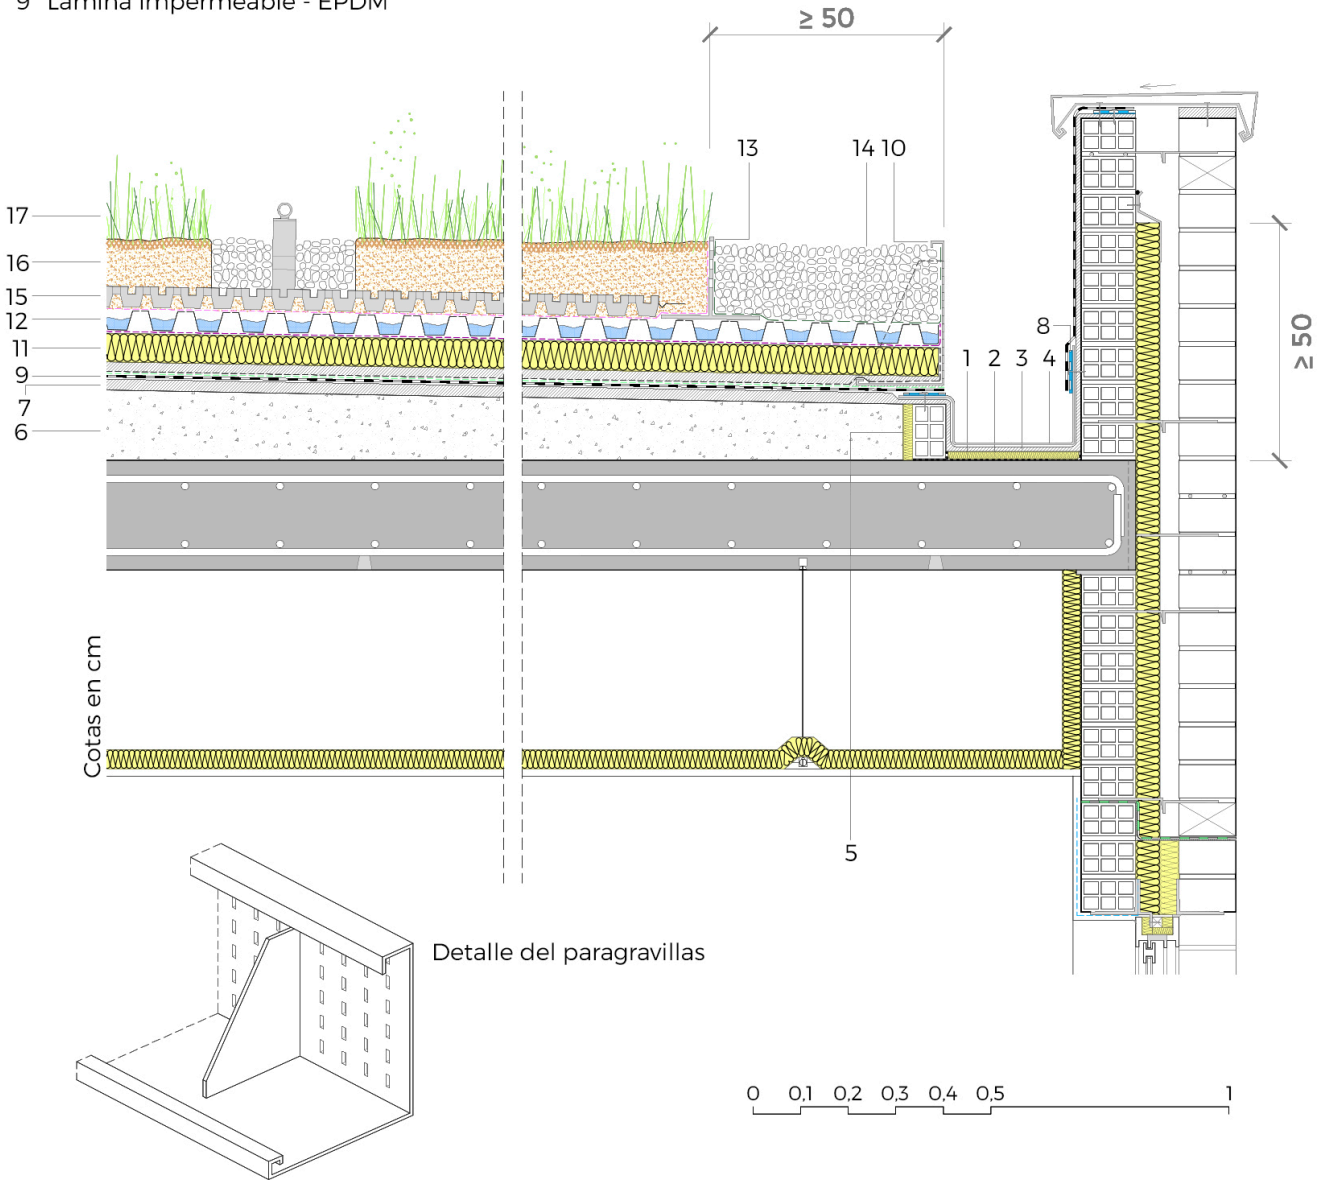 9 Lámina impermeable - EPDM
≥ 50
13
14 10
17
16
15
12
11
9
7
6
8
1 2 3 4
≥ 50
Cotas en cm
5
Detalle del paragravillas
0 0,1 0,2 0,3 0,4 0,5 1